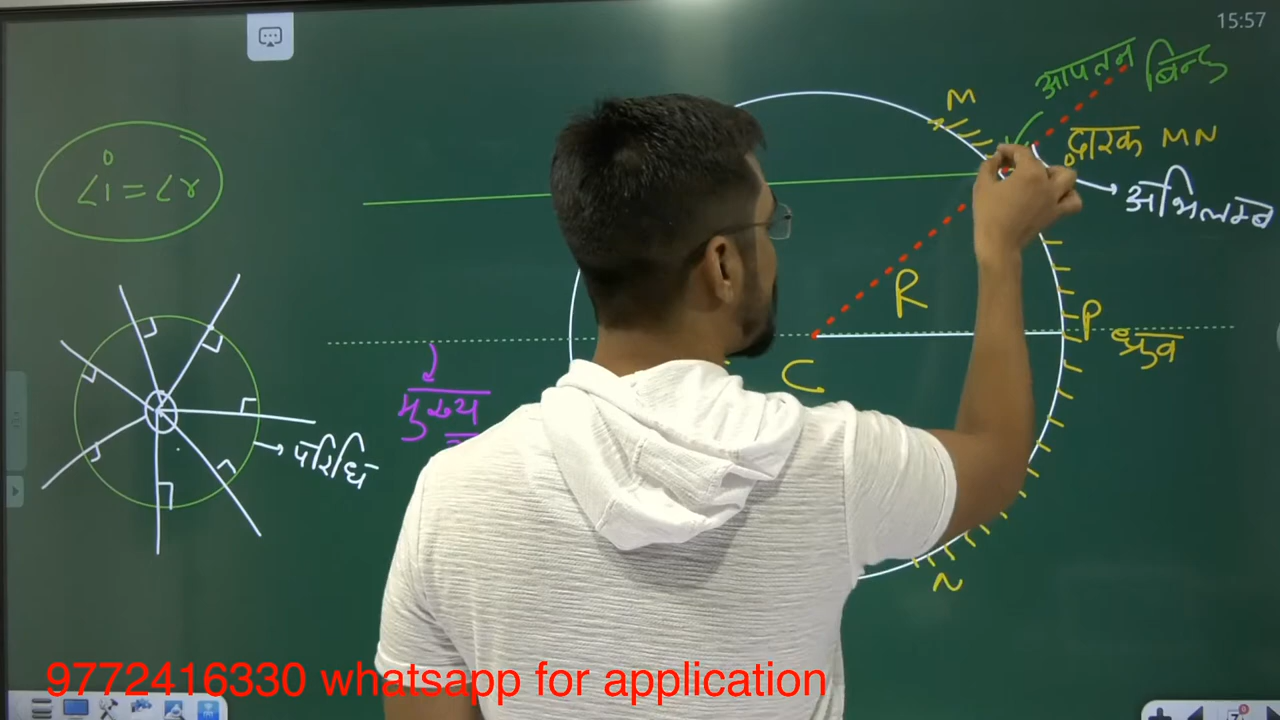 15:57
आपतन बिन्दु
M
द्वारक MN
∠i = ∠r
अभिलम्ब
R
P
ध्रुव
C
मुख्य
परिधि
N
9772416330 whatsapp for application